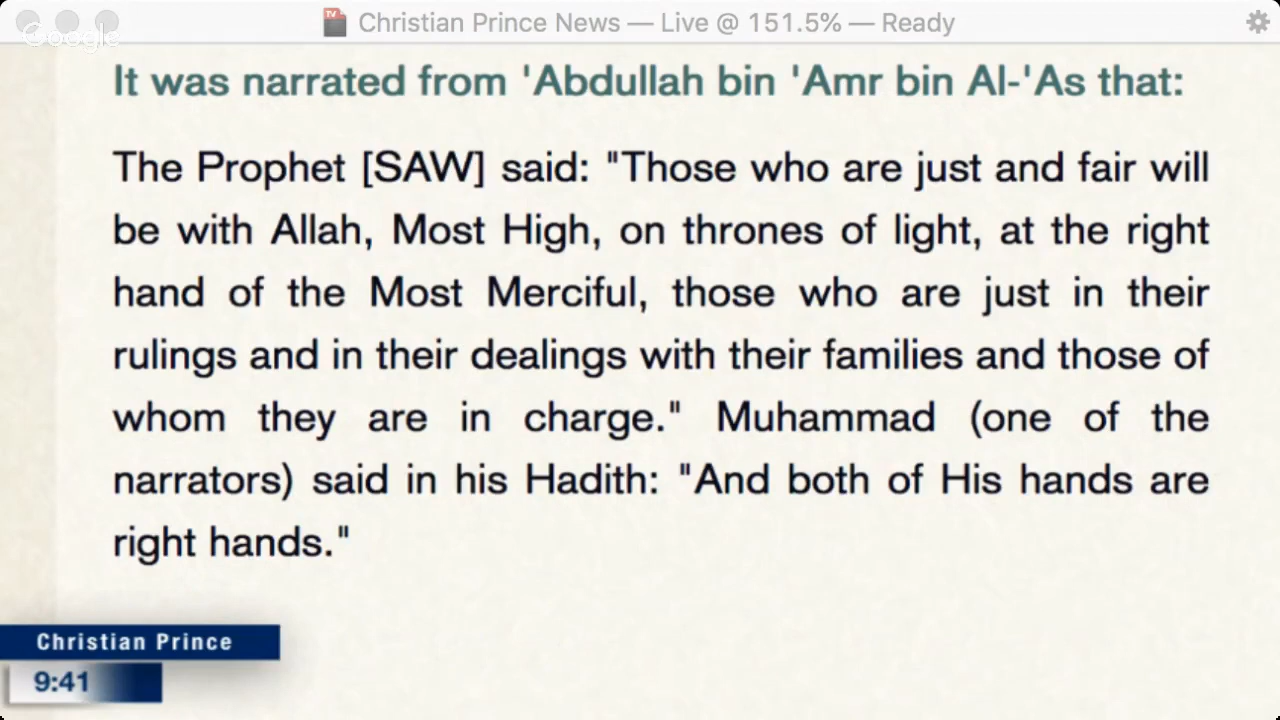 Christian Prince News — Live @ 151.5% — Ready
Google
It was narrated from 'Abdullah bin 'Amr bin Al-'As that:
The Prophet [SAW] said: "Those who are just and fair will
be with Allah, Most High, on thrones of light, at the right
hand of the Most Merciful, those who are just in their
rulings and in their dealings with their families and those of
whom they are in charge." Muhammad (one of the
narrators) said in his Hadith: "And both of His hands are
right hands."
Christian Prince
9:41